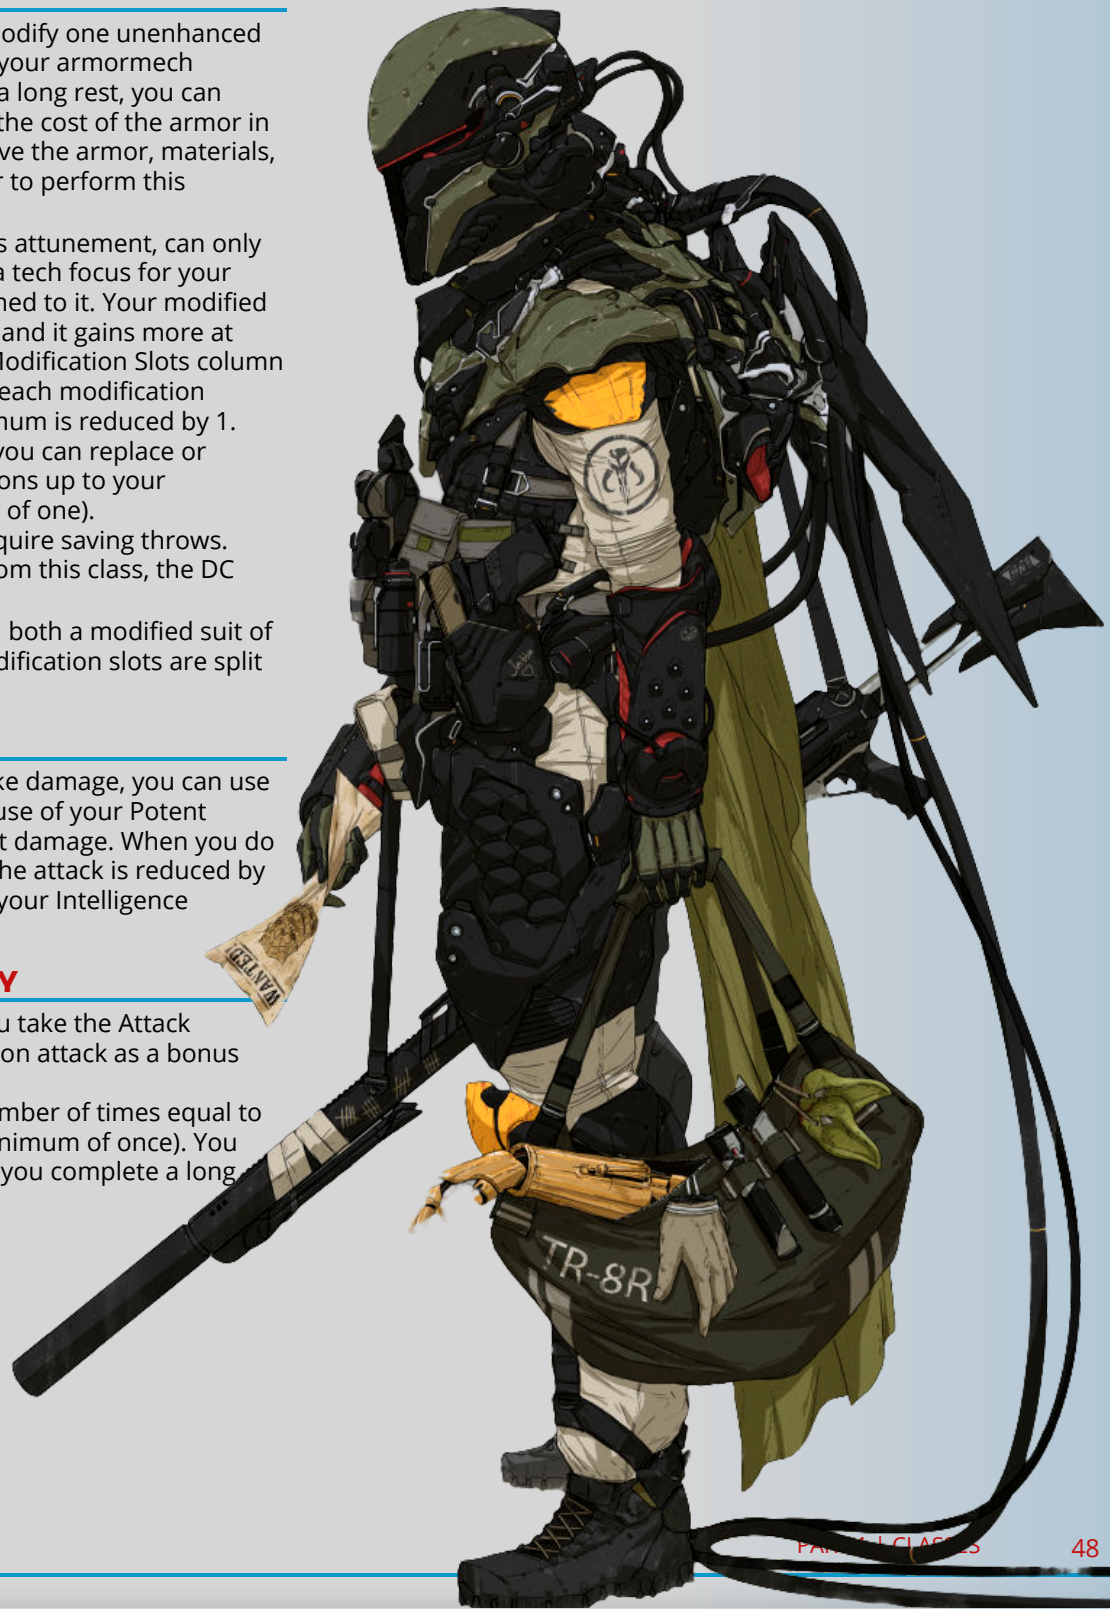 odify one unenhanced
your armormech
a long rest, you can
the cost of the armor in
ve the armor, materials,
r to perform this
s attunement, can only
a tech focus for your
ned to it. Your modified
and it gains more at
Modification Slots column
each modification
num is reduced by 1.
you can replace or
ons up to your
of one).
quire saving throws.
om this class, the DC
both a modified suit of
dification slots are split
ke damage, you can use
use of your Potent
t damage. When you do
he attack is reduced by
your Intelligence
WANTED
Y
u take the Attack
on attack as a bonus
mber of times equal to
nimum of once). You
you complete a long
TR-8R
CLASSES
48